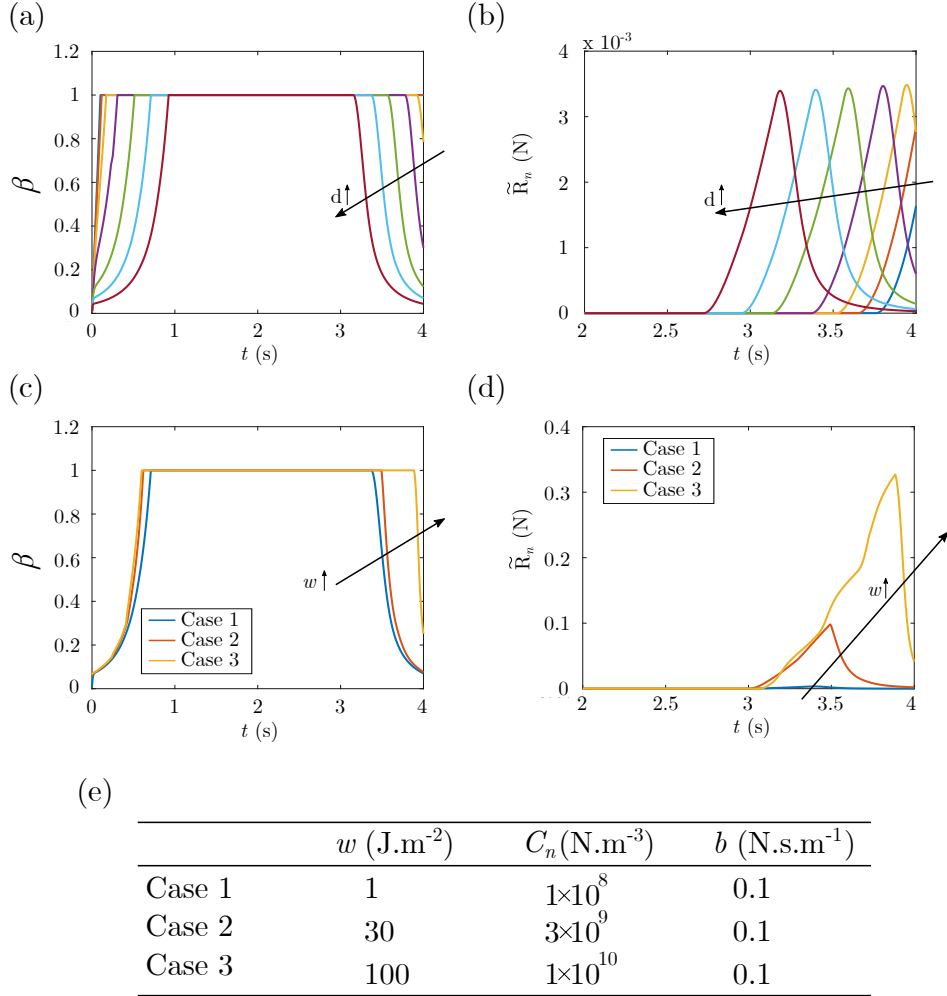 (a)
1.2
1
0.8
0.6
0.4
0.2
0
β
d
0 1 2 3 4
t (s)
(b)
x 10⁻³
4
3
2
1
0
R̃ₙ (N)
d
2 2.5 3 3.5 4
t (s)
(c)
1.2
1
0.8
0.6
0.4
0.2
0
β
w
Case 1
Case 2
Case 3
0 1 2 3 4
t (s)
(d)
0.4
0.3
0.2
0.1
0
R̃ₙ (N)
Case 1
Case 2
Case 3
w
2 2.5 3 3.5 4
t (s)
(e)
w (J.m⁻²) Cₙ(N.m⁻³) b (N.s.m⁻¹)
Case 1 1 1×10⁸ 0.1
Case 2 30 3×10⁹ 0.1
Case 3 100 1×10¹⁰ 0.1